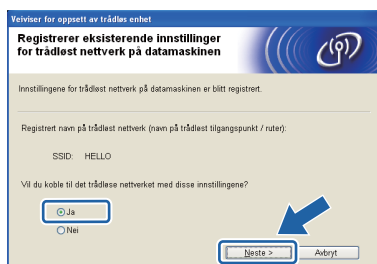 Veiviser for oppsett av trådløs enhet
Registrerer eksisterende innstillinger
for trådløst nettverk på datamaskinen
Innstillingene for trådløst nettverk på datamaskinen er blitt registrert.
Registrert navn på trådløst nettverk (navn på trådløst tilgangspunkt / ruter):
SSID: HELLO
Vil du koble til det trådløse nettverket med disse innstillingene?
Ja
Nei
Neste >
Avbryt